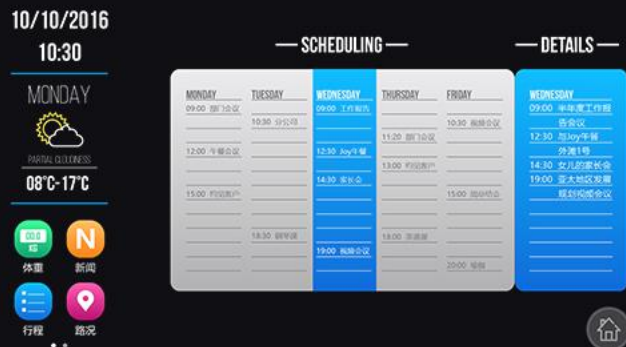 10/10/2016
10:30
MONDAY
PARTIAL CLOUDINESS
08°C-17°C
00.0
KG
体重
N
新闻
行程
路况
SCHEDULING
MONDAY
09:00 部门会议
12:00 午餐会议
15:00 约见客户
TUESDAY
10:30 分公司
18:30 钢琴课
WEDNESDAY
09:00 工作报告
12:30 Joy午餐
14:30 家长会
19:00 视频会议
THURSDAY
11:20 部门会议
13:00 约见客户
18:00
FRIDAY
10:30 视频会议
15:00
20:00 瑜伽
DETAILS
WEDNESDAY
09:00 半年度工作报
告会议
12:30 与Joy午餐
外滩1号
14:30 女儿的家长会
19:00 亚太地区发展
规划视频会议